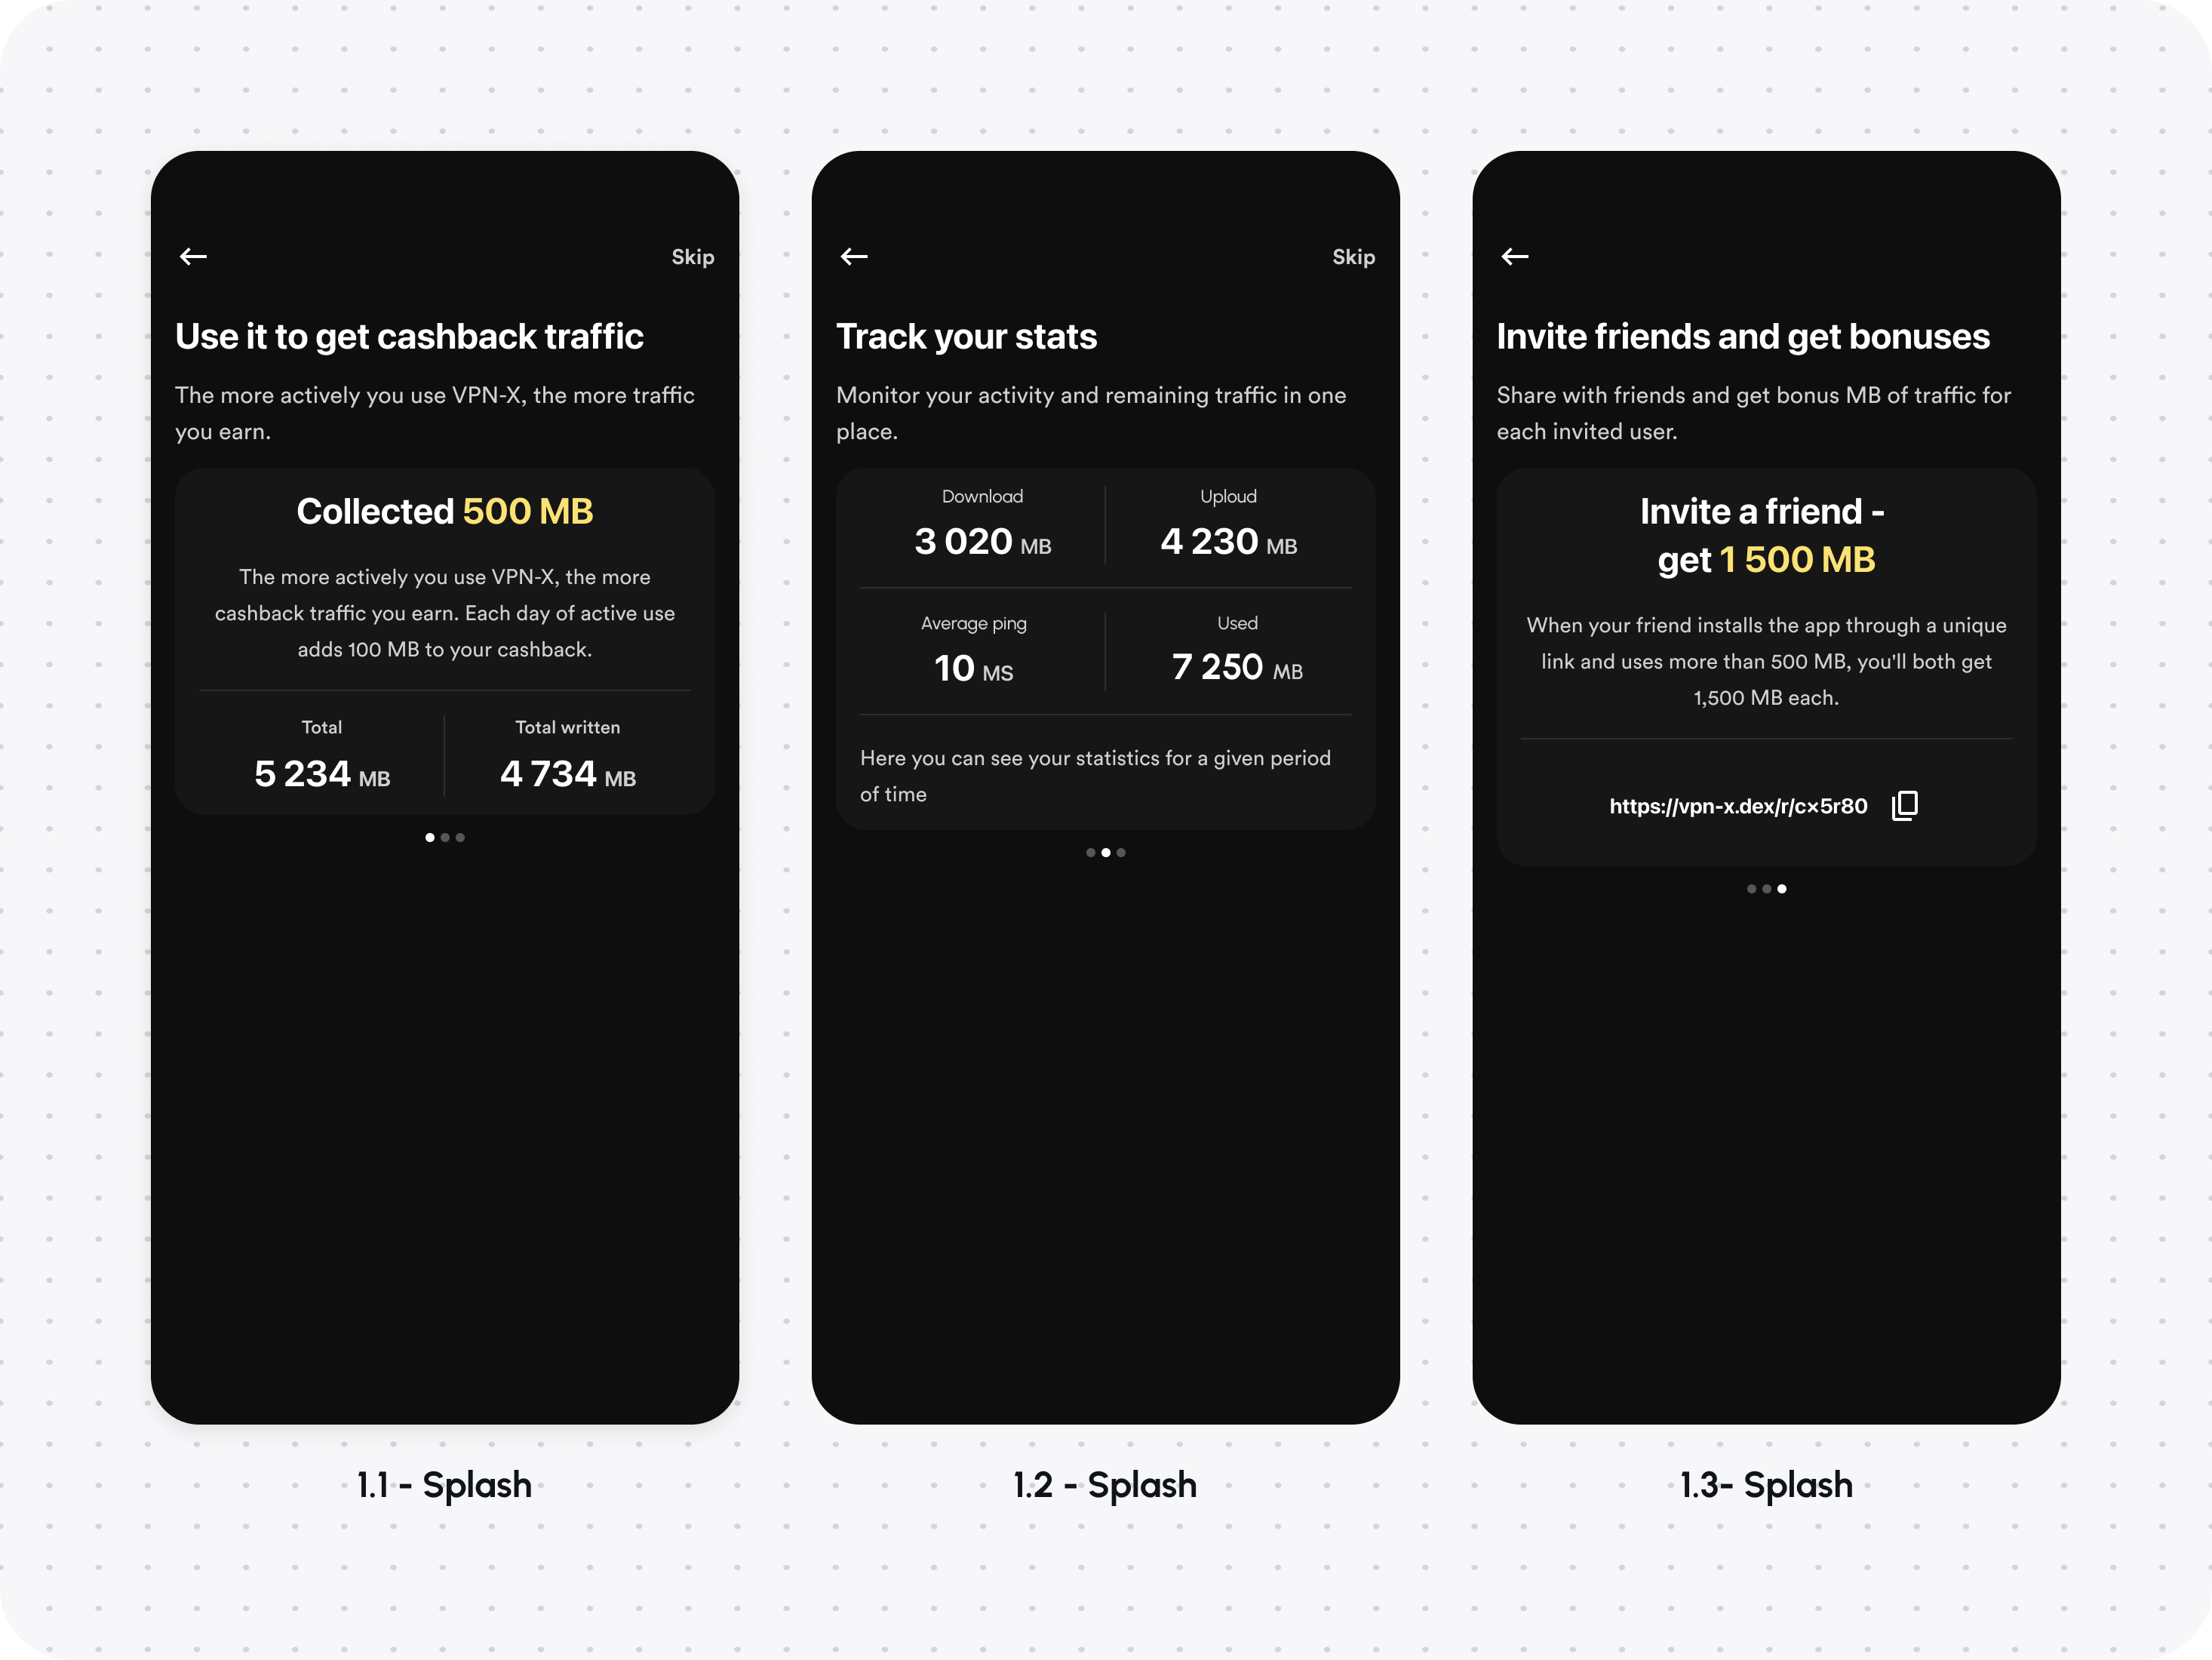 Skip
Use it to get cashback traffic
The more actively you use VPN-X, the more traffic
you earn.
Collected 500 MB
The more actively you use VPN-X, the more
cashback traffic you earn. Each day of active use
adds 100 MB to your cashback.
Total
5 234 MB
Total written
4 734 MB
1.1 - Splash
Skip
Track your stats
Monitor your activity and remaining traffic in one
place.
Download
3 020 MB
Uploud
4 230 MB
Average ping
10 MS
Used
7 250 MB
Here you can see your statistics for a given period
of time
1.2 - Splash
Invite friends and get bonuses
Share with friends and get bonus MB of traffic for
each invited user.
Invite a friend -
get 1 500 MB
When your friend installs the app through a unique
link and uses more than 500 MB, you'll both get
1,500 MB each.
https://vpn-x.dex/r/c×5r80
1.3- Splash